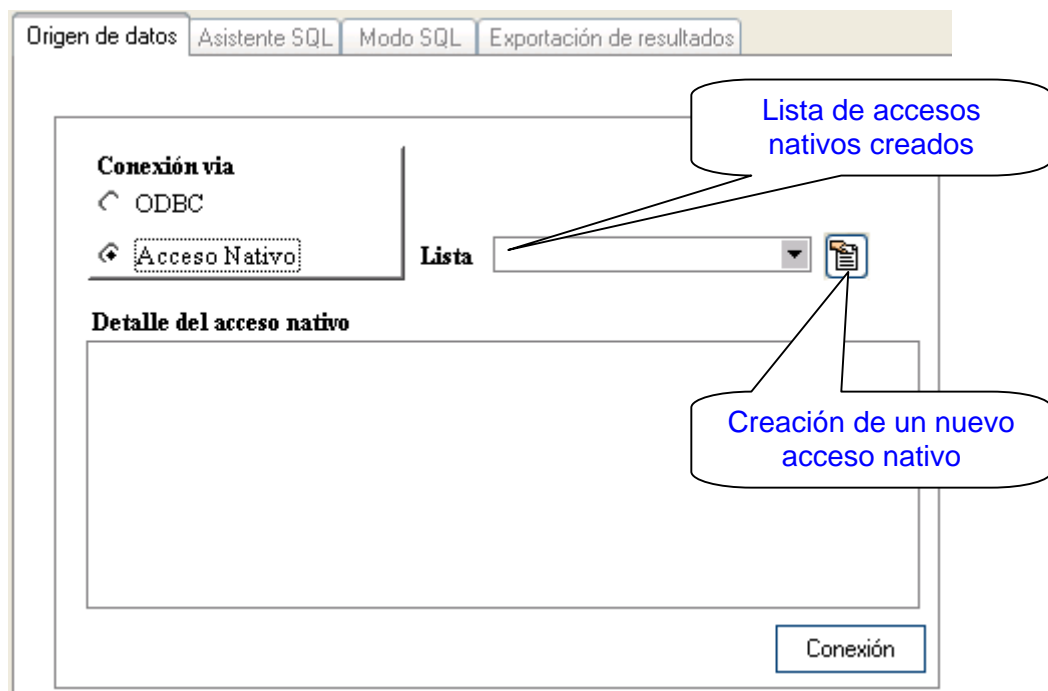 Origen de datos
Asistente SQL
Modo SQL
Exportación de resultados
Lista de accesos
nativos creados
Conexión via
ODBC
Acceso Nativo
Lista
Detalle del acceso nativo
Creación de un nuevo
acceso nativo
Conexión